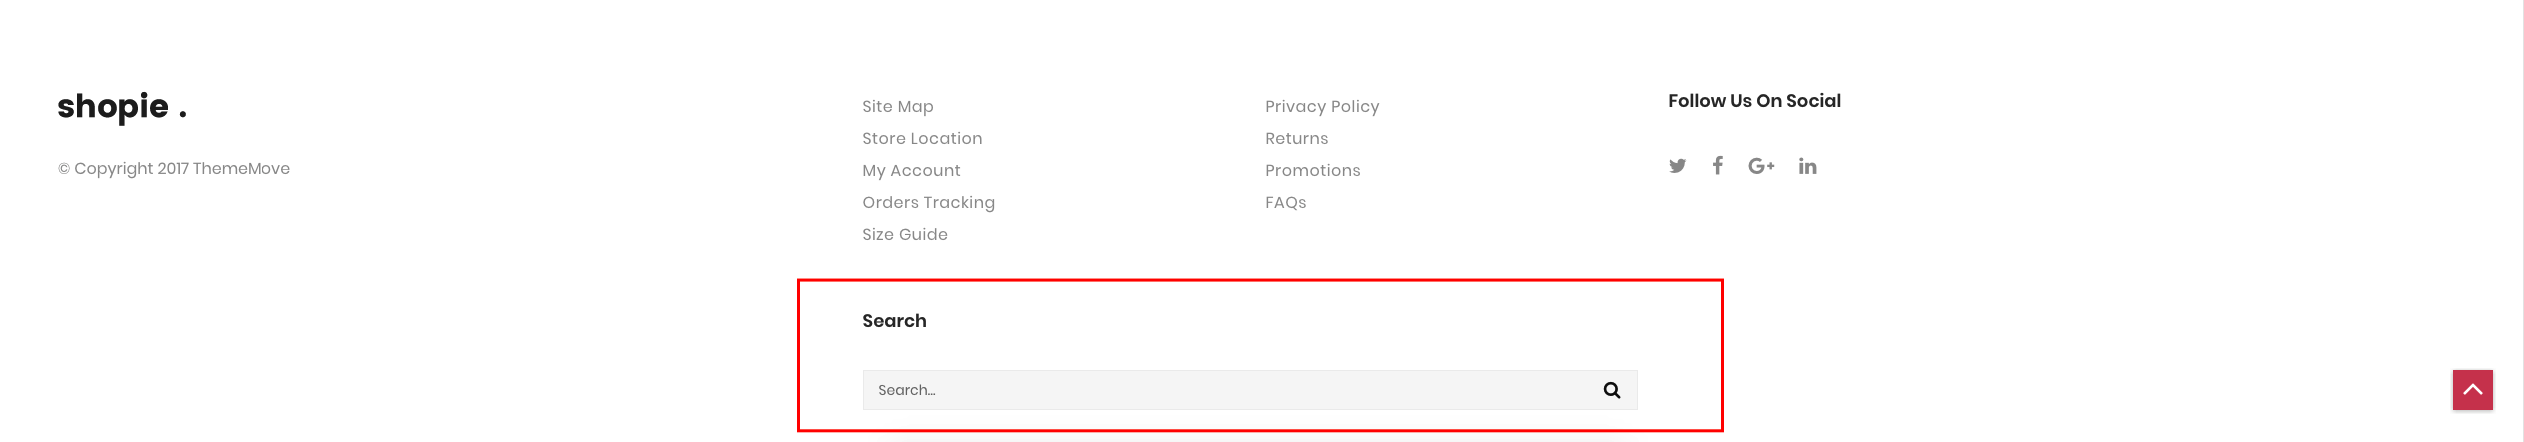 shopie .
© Copyright 2017 ThemeMove
Site Map
Store Location
My Account
Orders Tracking
Size Guide
Privacy Policy
Returns
Promotions
FAQs
Follow Us On Social
Search
Search...